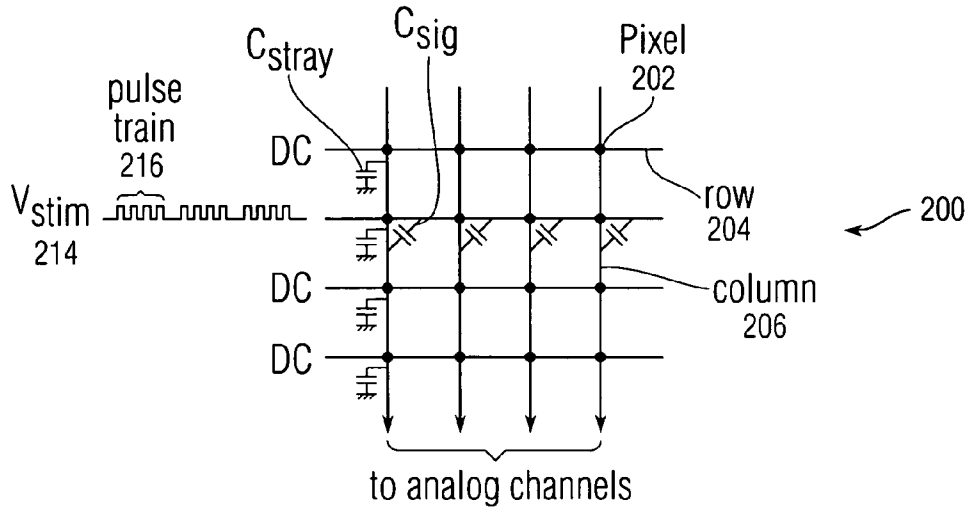 Cstray
Csig
Pixel
202
pulse
train
216
DC
row
204
Vstim
214
200
DC
column
206
DC
to analog channels